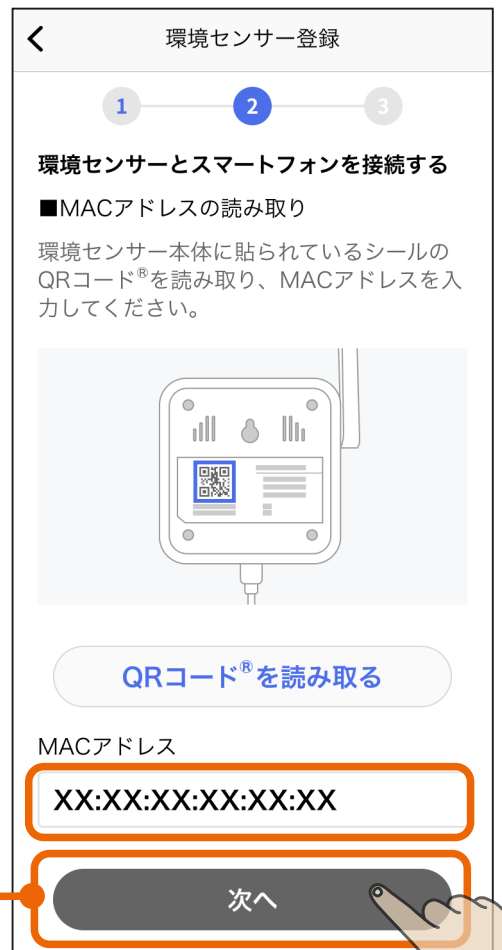 環境センサー登録
1 2 3
環境センサーとスマートフォンを接続する
■MACアドレスの読み取り
環境センサー本体に貼られているシールの
QRコード®を読み取り、MACアドレスを入
力してください。
QRコード®を読み取る
MACアドレス
XX:XX:XX:XX:XX:XX
次へ